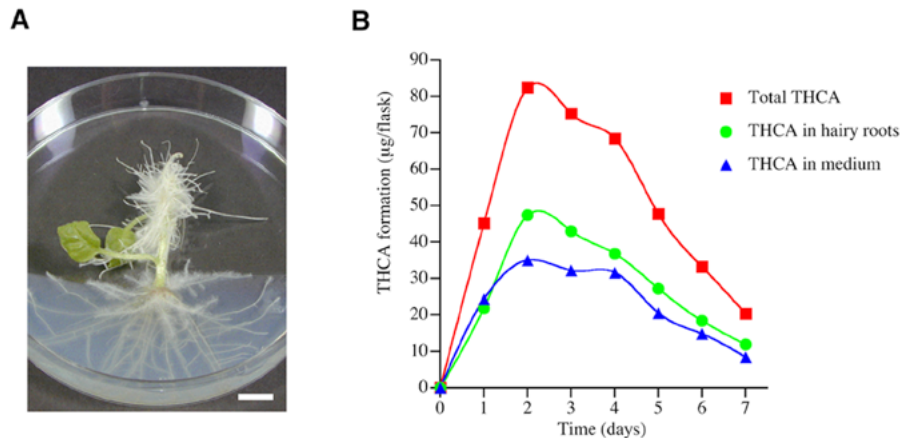 A
B
THCA formation (μg/flask)
90
80
70
60
50
40
30
20
10
0
0 1 2 3 4 5 6 7
Time (days)
Total THCA
THCA in hairy roots
THCA in medium